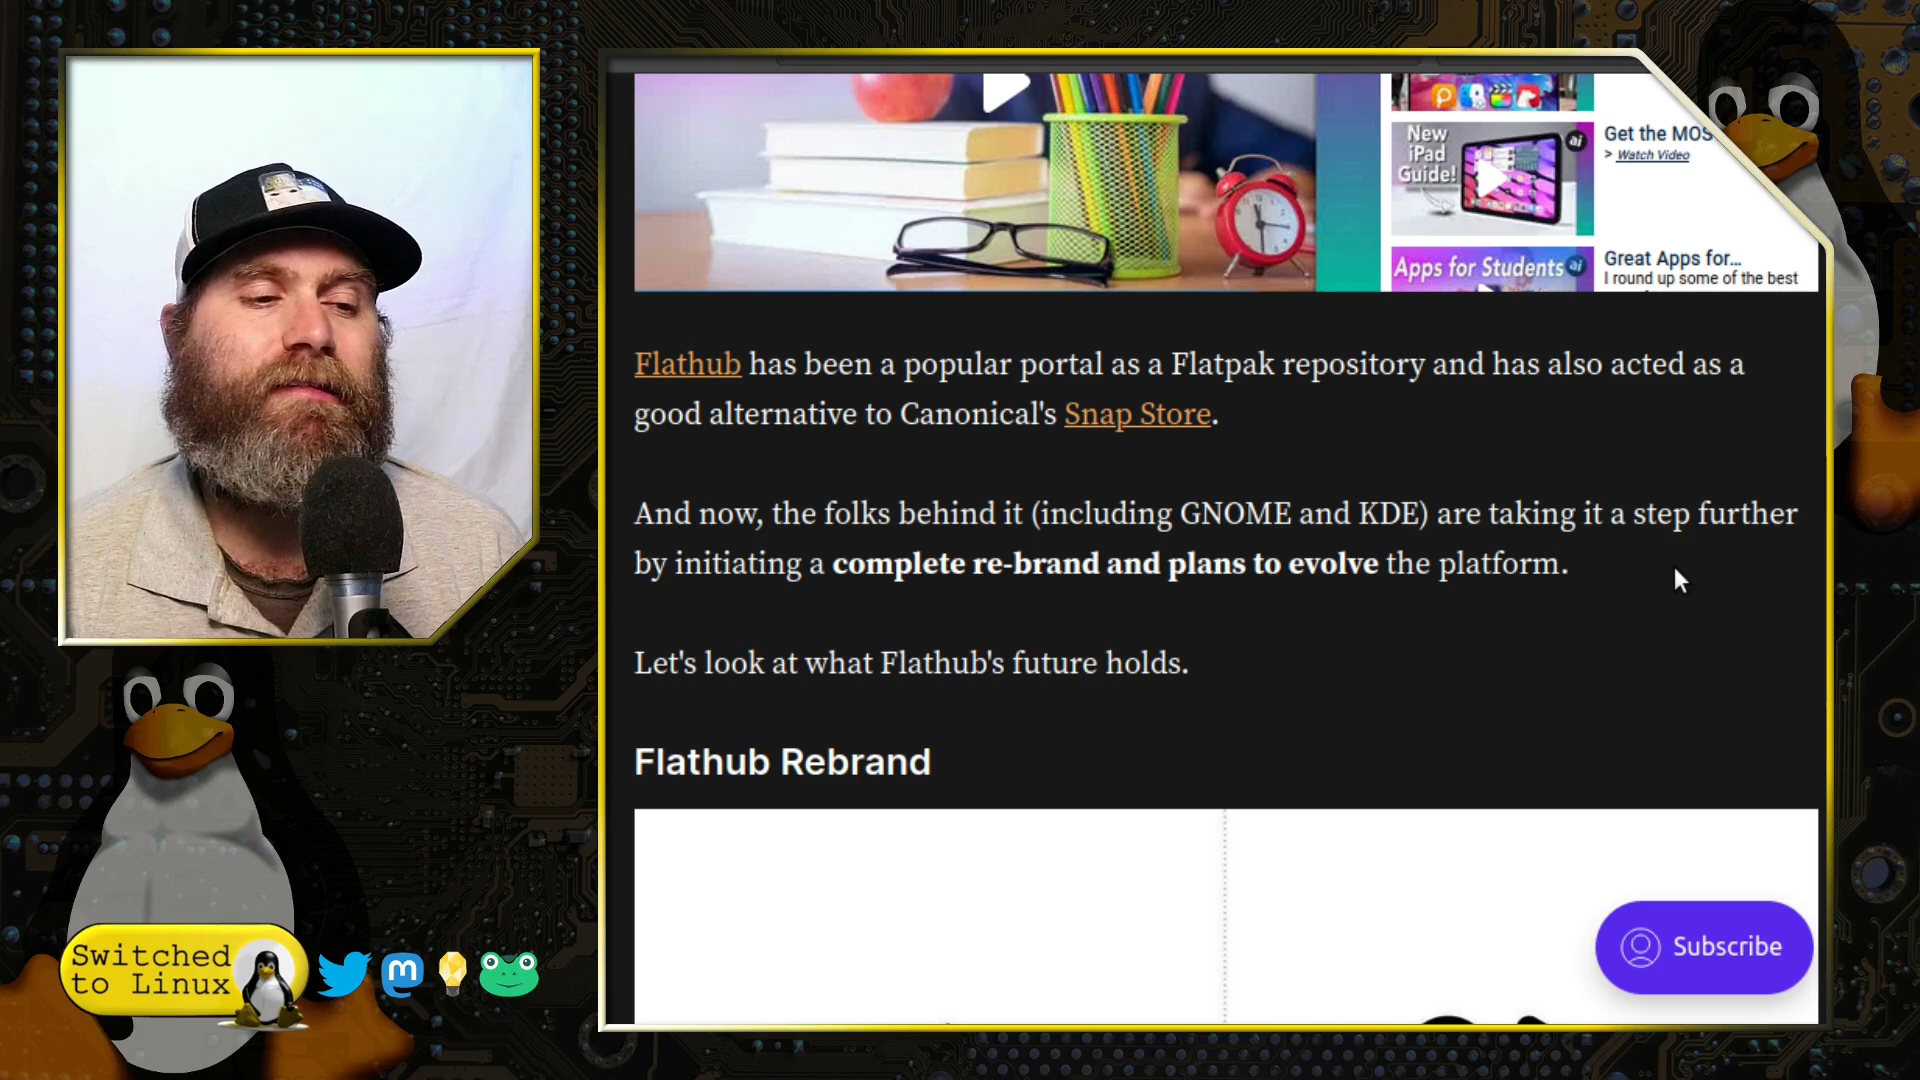 New
iPad
Guide!
ai
Get the MOS
> Watch Video
Apps for Students ai
Great Apps for...
I round up some of the best
Flathub has been a popular portal as a Flatpak repository and has also acted as a
good alternative to Canonical's Snap Store.
And now, the folks behind it (including GNOME and KDE) are taking it a step further
by initiating a complete re-brand and plans to evolve the platform.
Let's look at what Flathub's future holds.
Flathub Rebrand
Subscribe
Switched
to Linux